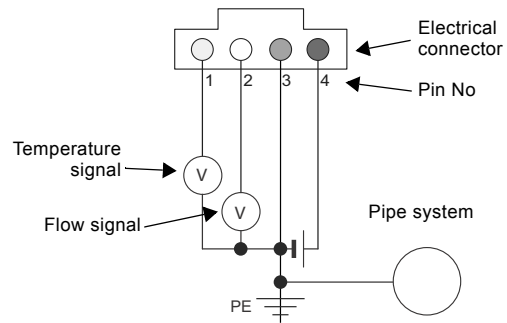 Electrical
connector
1 2 3 4
Pin No
Temperature
signal
V
Flow signal
V
Pipe system
PE